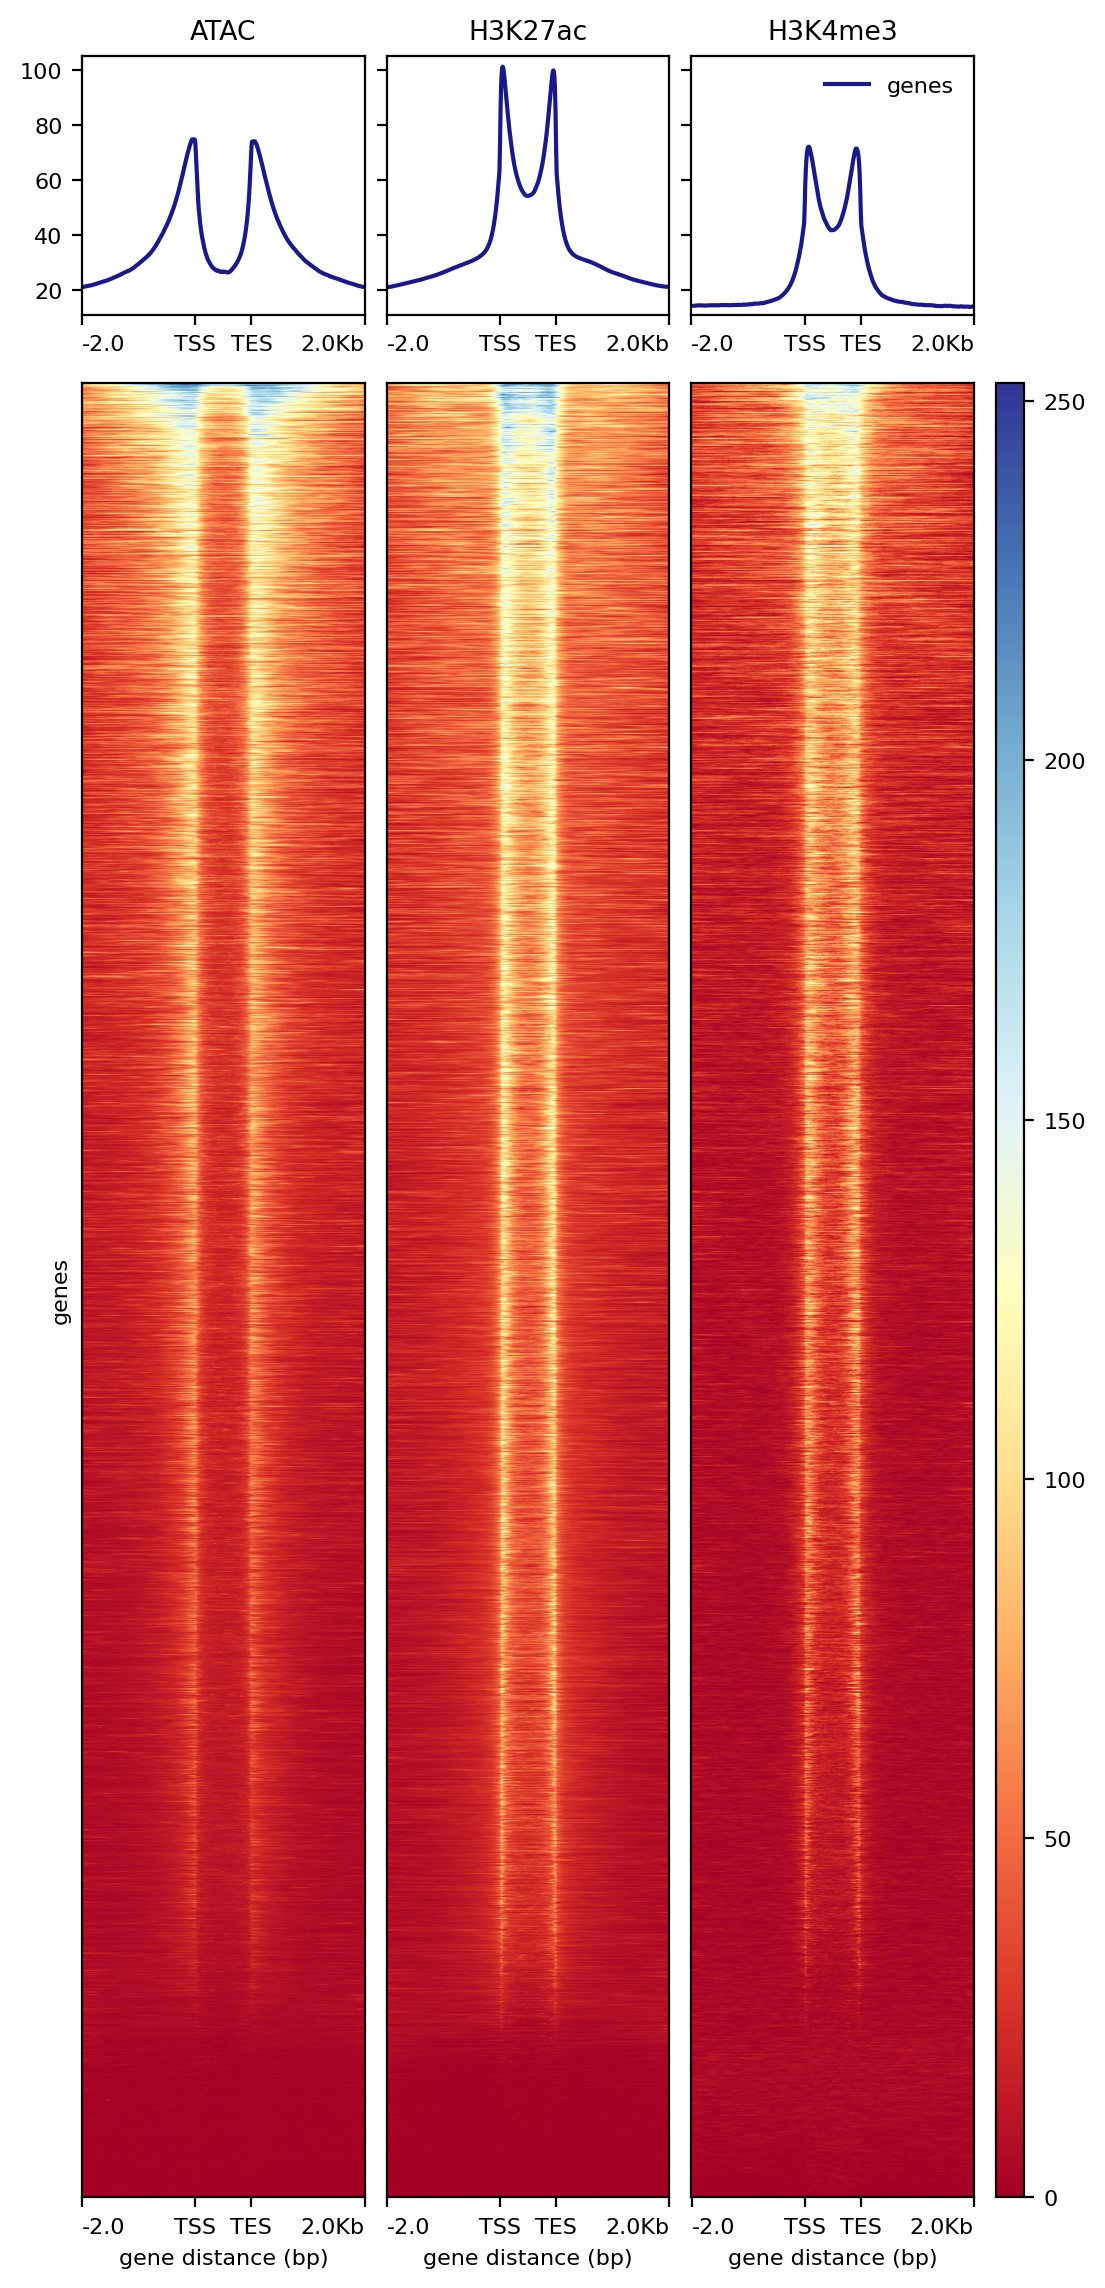 ATAC H3K27ac H3K4me3
100
80
60
40
20
genes
-2.0 TSS TES 2.0Kb -2.0 TSS TES 2.0Kb -2.0 TSS TES 2.0Kb
250
200
150
genes
100
50
0
-2.0 TSS TES 2.0Kb -2.0 TSS TES 2.0Kb -2.0 TSS TES 2.0Kb
gene distance (bp) gene distance (bp) gene distance (bp)